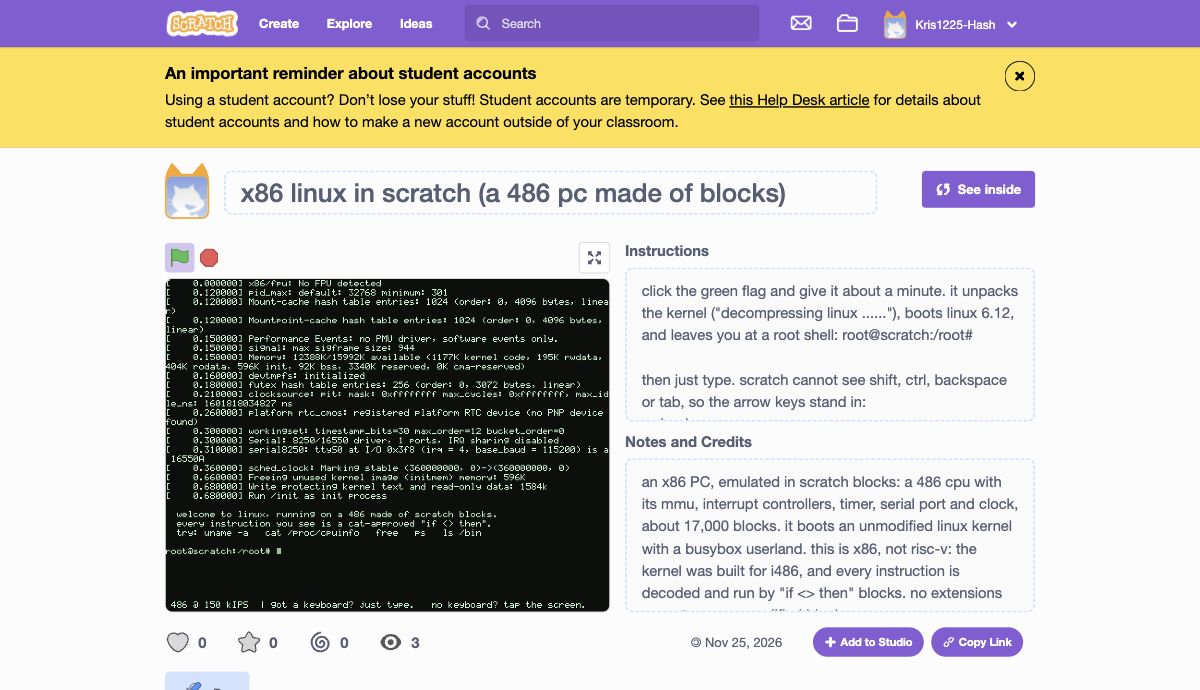 SCRATCH Create Explore Ideas Search Kris1225-Hash
An important reminder about student accounts
Using a student account? Don’t lose your stuff! Student accounts are temporary. See this Help Desk article for details about
student accounts and how to make a new account outside of your classroom.
x86 linux in scratch (a 486 pc made of blocks)
See inside
[    0.000000] x86/fpu: No FPU detected
[    0.120000] pid_max: default: 32768 minimum: 301
[    0.120000] Mount-cache hash table entries: 1024 (order: 0, 4096 bytes, linea
r)
[    0.120000] Mountpoint-cache hash table entries: 1024 (order: 0, 4096 bytes,
linear)
[    0.150000] Performance Events: no PMU driver, software events only.
[    0.150000] signal: max sigframe size: 944
[    0.150000] Memory: 12388K/15992K available (1177K kernel code, 195K rwdata,
404K rodata, 596K init, 92K bss, 3340K reserved, 0K cma-reserved)
[    0.160000] devtmpfs: initialized
[    0.180000] futex hash table entries: 256 (order: 0, 3072 bytes, linear)
[    0.210000] clocksource: pit: mask: 0xffffffff max_cycles: 0xffffffff, max_id
le_ns: 1601818034827 ns
[    0.260000] platform rtc_cmos: registered platform RTC device (no PNP device
found)
[    0.300000] workingset: timestamp_bits=30 max_order=12 bucket_order=0
[    0.300000] Serial: 8250/16550 driver, 1 ports, IRQ sharing disabled
[    0.310000] serial8250: ttyS0 at I/O 0x3f8 (irq = 4, base_baud = 115200) is a
16550A
[    0.360000] sched_clock: Marking stable (360000000, 0)->(360000000, 0)
[    0.660000] Freeing unused kernel image (initmem) memory: 596K
[    0.680000] Write protecting kernel text and read-only data: 1584k
[    0.680000] Run /init as init process
welcome to linux, running on a 486 made of scratch blocks.
every instruction you see is a cat-approved "if <> then".
try: uname -a   cat /proc/cpuinfo   free   ps   ls /bin
root@scratch:/root#
486 @ 150 kIPS | got a keyboard? just type.   no keyboard? tap the screen.
Instructions
click the green flag and give it about a minute. it unpacks
the kernel ("decompressing linux ......"), boots linux 6.12,
and leaves you at a root shell: root@scratch:/root#
then just type. scratch cannot see shift, ctrl, backspace
or tab, so the arrow keys stand in:
Notes and Credits
an x86 PC, emulated in scratch blocks: a 486 cpu with
its mmu, interrupt controllers, timer, serial port and clock,
about 17,000 blocks. it boots an unmodified linux kernel
with a busybox userland. this is x86, not risc-v: the
kernel was built for i486, and every instruction is
decoded and run by "if <> then" blocks. no extensions
0 0 0 3
© Nov 25, 2026
Add to Studio
Copy Link